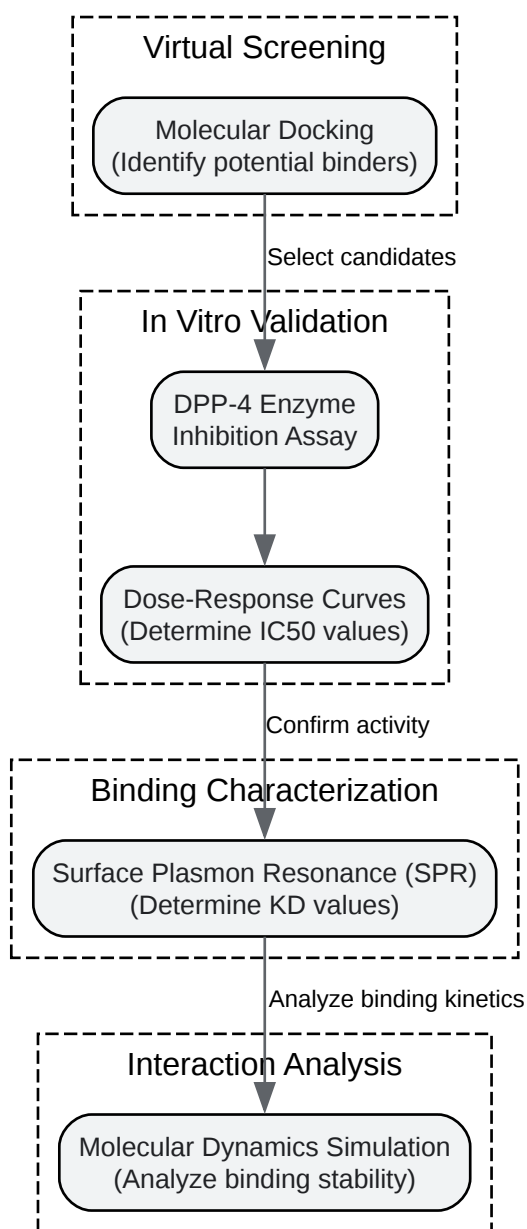 Virtual Screening
Molecular Docking
(Identify potential binders)
Select candidates
In Vitro Validation
DPP-4 Enzyme
Inhibition Assay
Dose-Response Curves
(Determine IC50 values)
Confirm activity
Binding Characterization
Surface Plasmon Resonance (SPR)
(Determine KD values)
Analyze binding kinetics
Interaction Analysis
Molecular Dynamics Simulation
(Analyze binding stability)